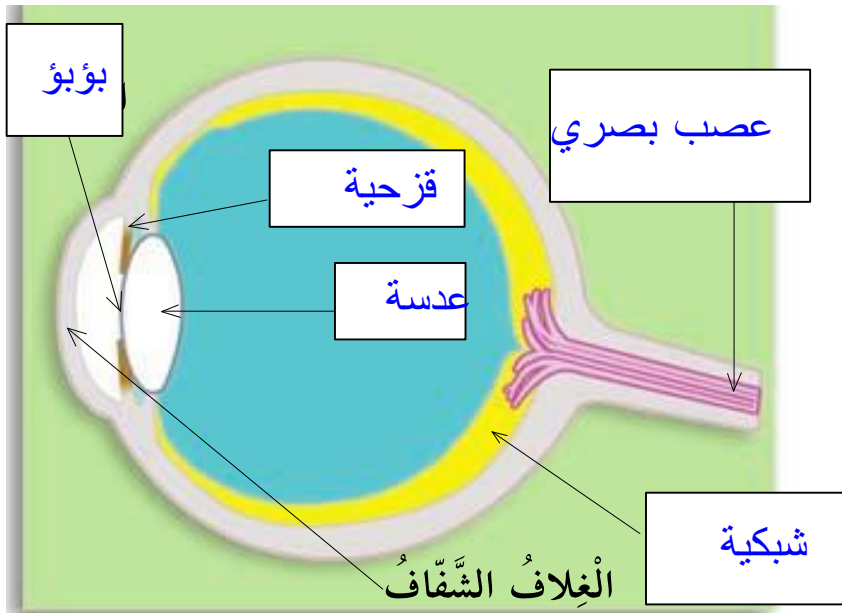 بؤبؤ
عصب بصري
قزحية
عدسة
شبكية
الْغِلافُ الشَّفّافُ